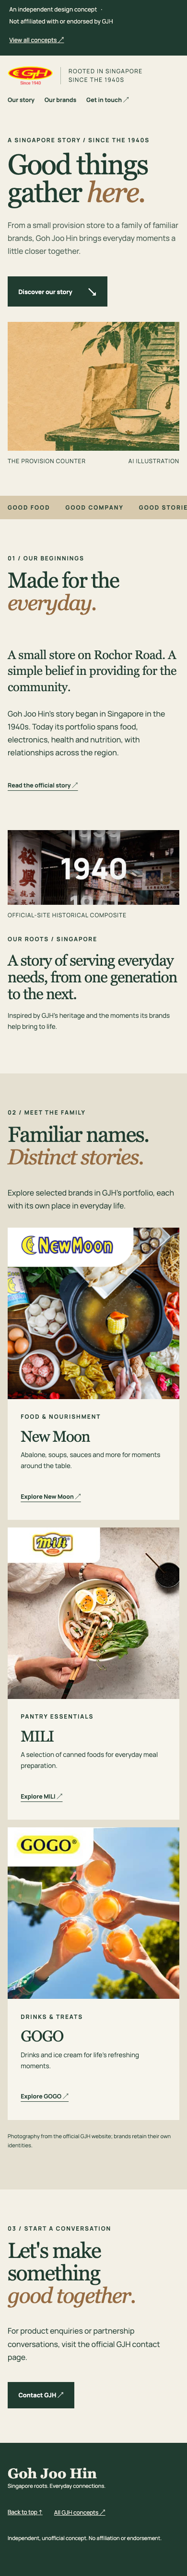 An independent design concept ·
Not affiliated with or endorsed by GJH
View all concepts ↗
GJH
Since 1940
ROOTED IN SINGAPORE
SINCE THE 1940S
Our story Our brands Get in touch ↗
A SINGAPORE STORY / SINCE THE 1940S
Good things
gather here.
From a small provision store to a family of familiar
brands, Goh Joo Hin brings everyday moments a
little closer together.
Discover our story ↘
THE PROVISION COUNTER AI ILLUSTRATION
GOOD FOOD GOOD COMPANY GOOD STORIE
01 / OUR BEGINNINGS
Made for the
everyday.
A small store on Rochor Road. A
simple belief in providing for the
community.
Goh Joo Hin's story began in Singapore in the
1940s. Today its portfolio spans food,
electronics, health and nutrition, with
relationships across the region.
Read the official story ↗
1940
OFFICIAL-SITE HISTORICAL COMPOSITE
OUR ROOTS / SINGAPORE
A story of serving everyday
needs, from one generation
to the next.
Inspired by GJH's heritage and the moments its brands
help bring to life.
02 / MEET THE FAMILY
Familiar names.
Distinct stories.
Explore selected brands in GJH's portfolio, each
with its own place in everyday life.
NewMoon
FOOD & NOURISHMENT
New Moon
Abalone, soups, sauces and more for moments
around the table.
Explore New Moon ↗
mili
PANTRY ESSENTIALS
MILI
A selection of canned foods for everyday meal
preparation.
Explore MILI ↗
GOGO®
DRINKS & TREATS
GOGO
Drinks and ice cream for life's refreshing
moments.
Explore GOGO ↗
Photography from the official GJH website; brands retain their own
identities.
03 / START A CONVERSATION
Let's make
something
good together.
For product enquiries or partnership
conversations, visit the official GJH contact
page.
Contact GJH ↗
Goh Joo Hin
Singapore roots. Everyday connections.
Back to top ↑ All GJH concepts ↗
Independent, unofficial concept. No affiliation or endorsement.